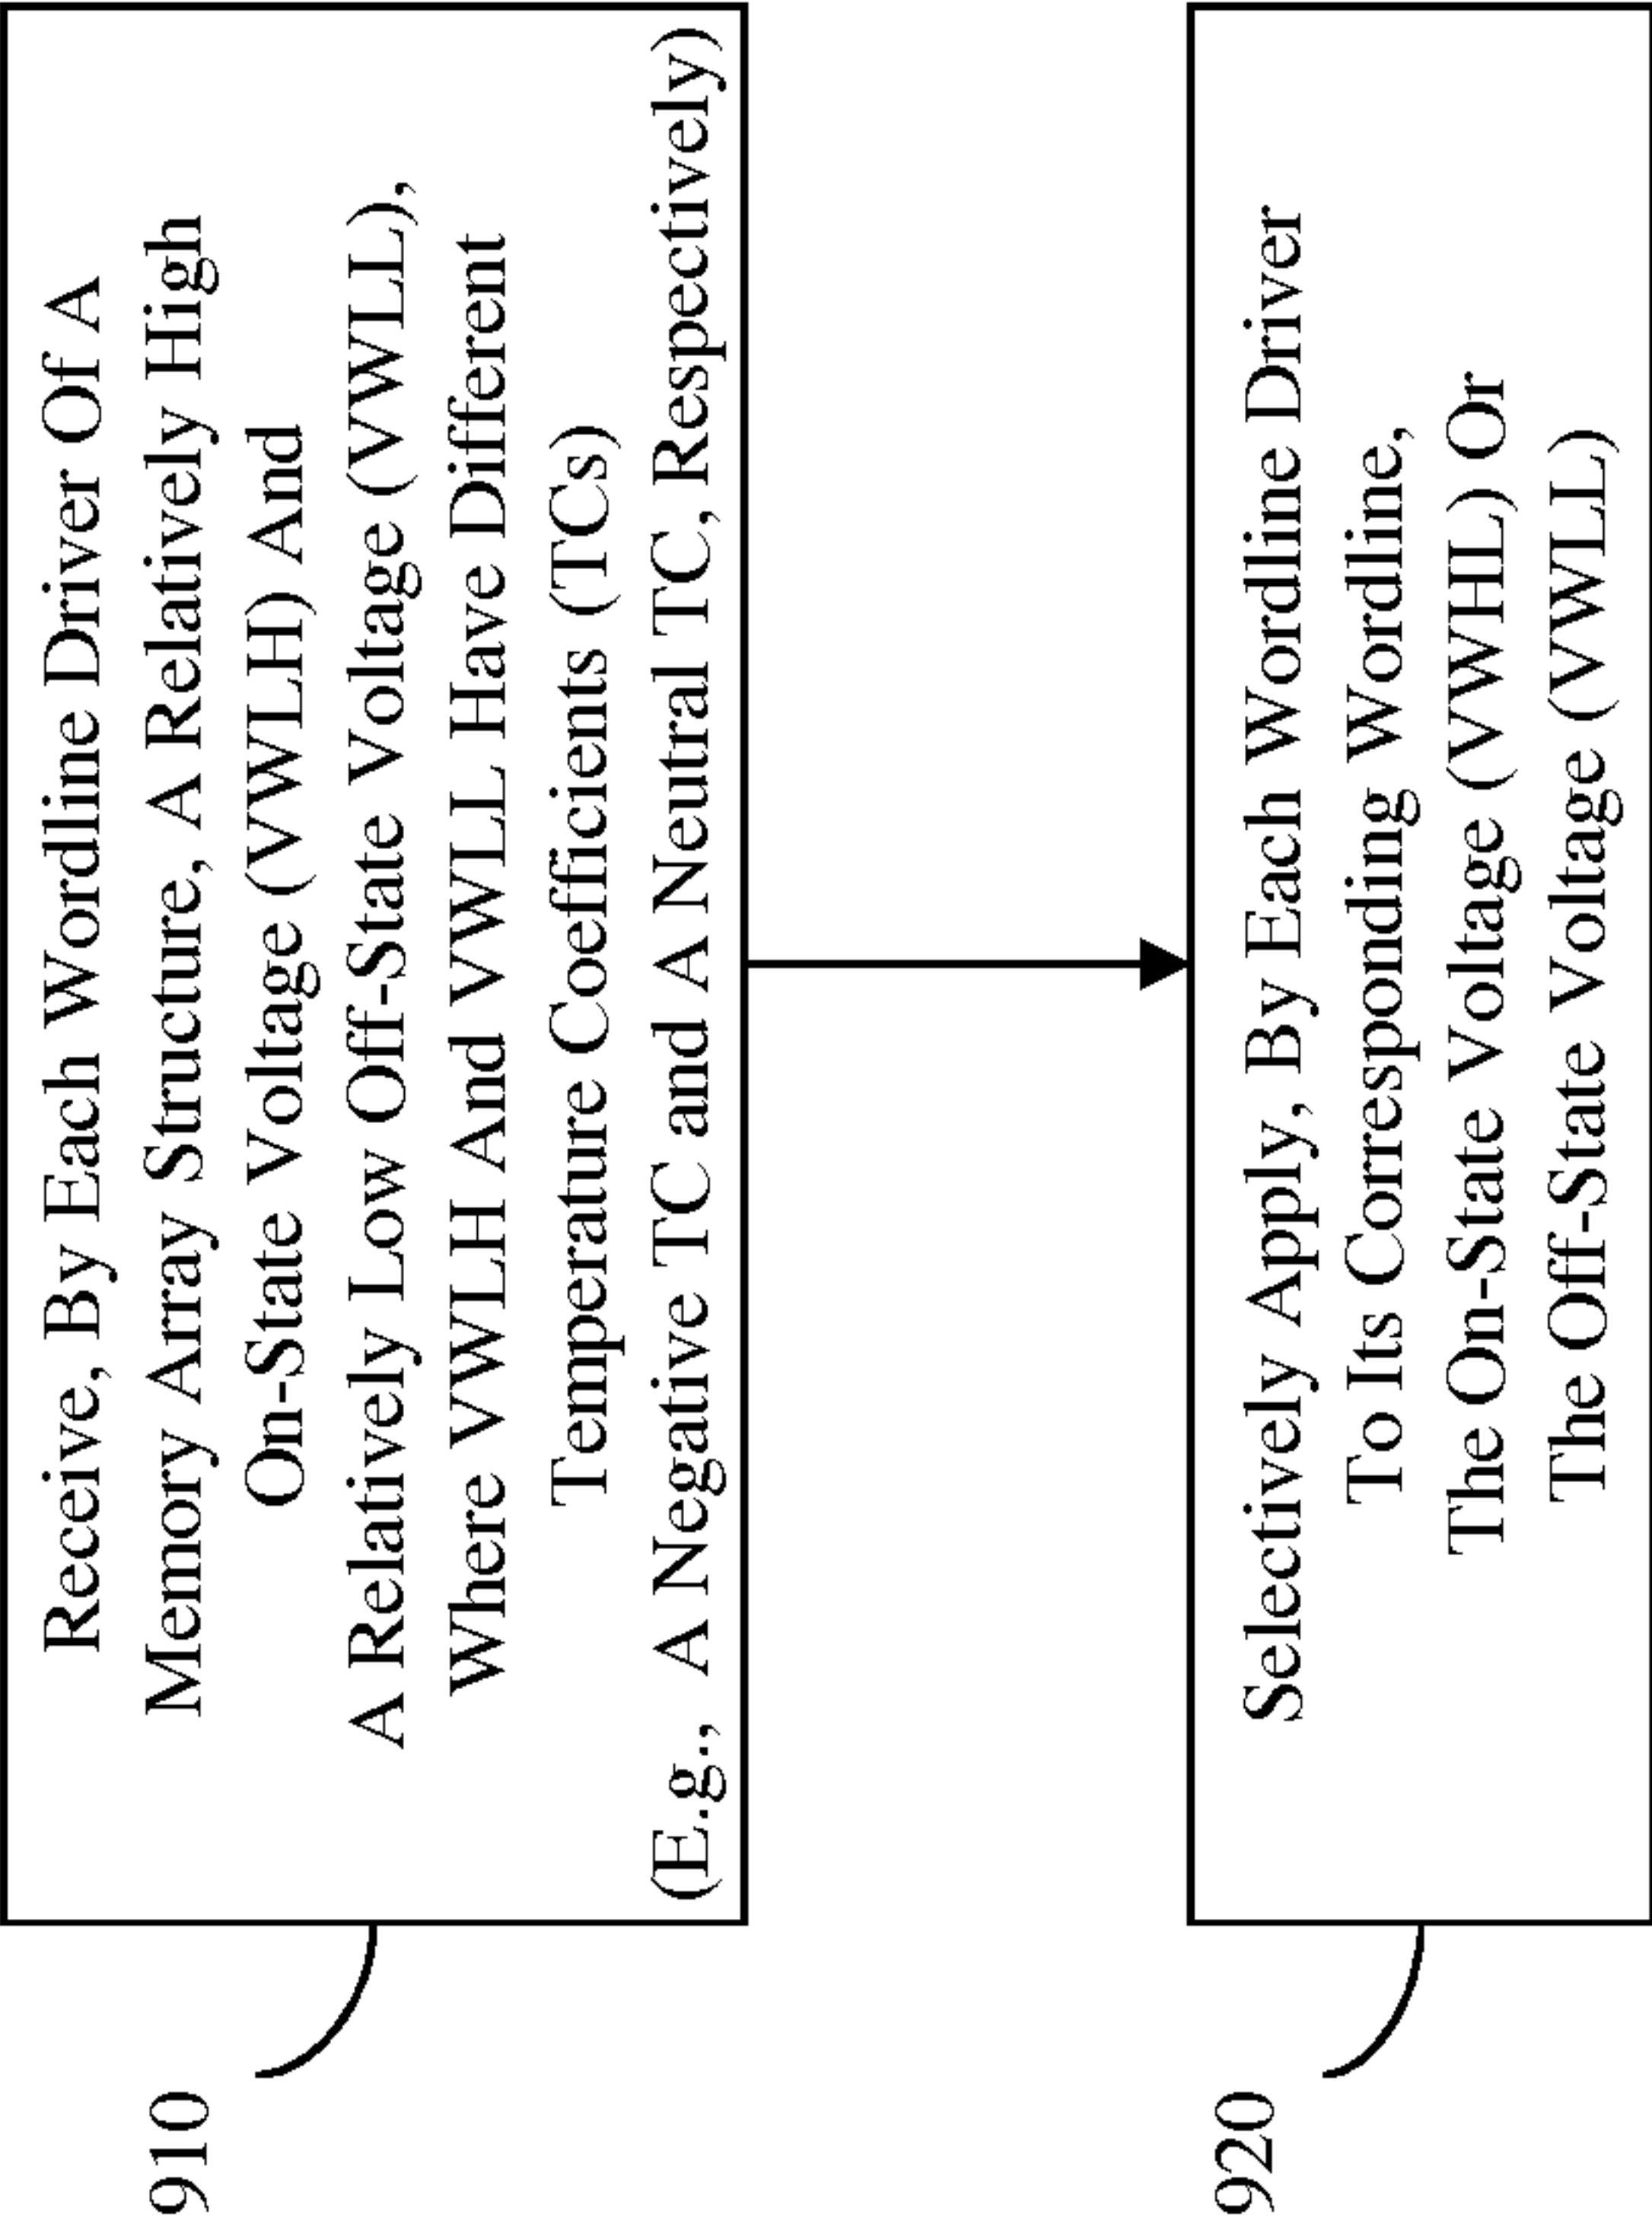 910
Receive, By Each Wordline Driver Of A
Memory Array Structure, A Relatively High
On-State Voltage (VWLH) And
A Relatively Low Off-State Voltage (VWLL),
Where VWLH And VWLL Have Different
Temperature Coefficients (TCs)
(E.g., A Negative TC and A Neutral TC, Respectively)
920
Selectively Apply, By Each Wordline Driver
To Its Corresponding Wordline,
The On-State Voltage (VWHL) Or
The Off-State Voltage (VWLL)